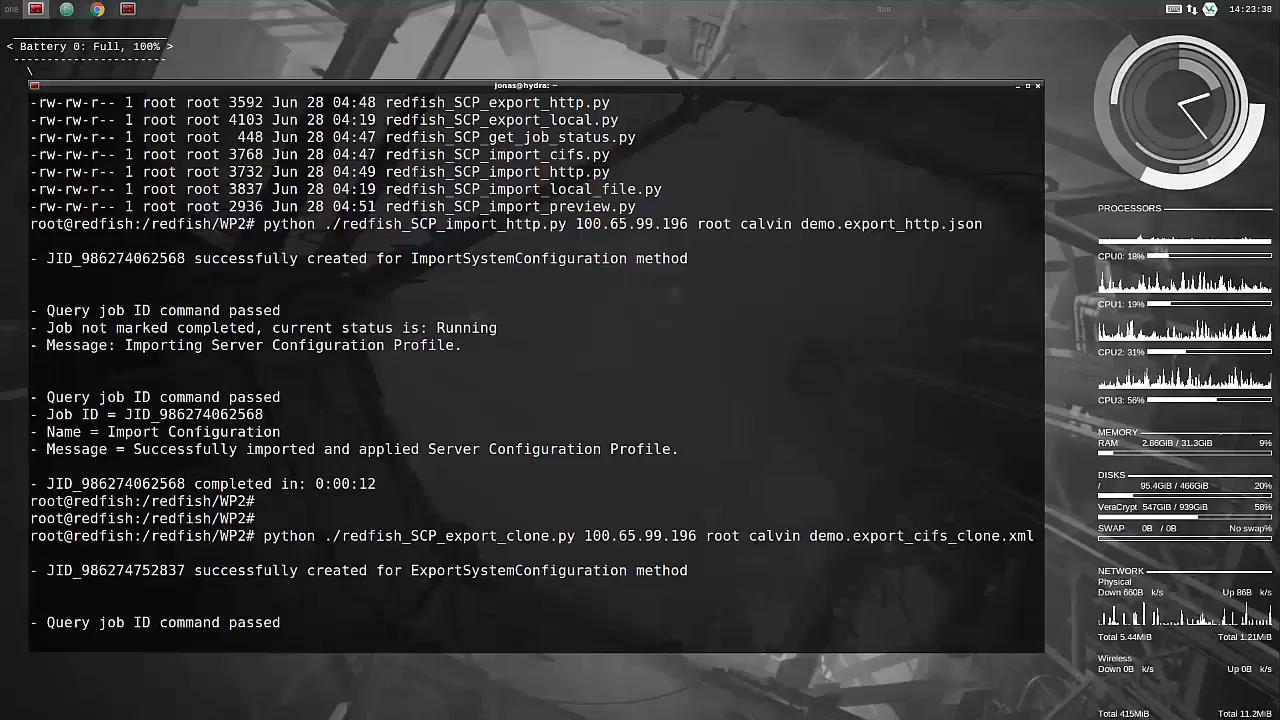 one
three
four
14:23:38
< Battery 0: Full, 100% >
-----------------------
\
jonas@hydra: ~
-rw-rw-r-- 1 root root 3592 Jun 28 04:48 redfish_SCP_export_http.py
-rw-rw-r-- 1 root root 4103 Jun 28 04:19 redfish_SCP_export_local.py
-rw-rw-r-- 1 root root  448 Jun 28 04:47 redfish_SCP_get_job_status.py
-rw-rw-r-- 1 root root 3768 Jun 28 04:47 redfish_SCP_import_cifs.py
-rw-rw-r-- 1 root root 3732 Jun 28 04:49 redfish_SCP_import_http.py
-rw-rw-r-- 1 root root 3837 Jun 28 04:19 redfish_SCP_import_local_file.py
-rw-rw-r-- 1 root root 2936 Jun 28 04:51 redfish_SCP_import_preview.py
root@redfish:/redfish/WP2# python ./redfish_SCP_import_http.py 100.65.99.196 root calvin demo.export_http.json
- JID_986274062568 successfully created for ImportSystemConfiguration method
- Query job ID command passed
- Job not marked completed, current status is: Running
- Message: Importing Server Configuration Profile.
- Query job ID command passed
- Job ID = JID_986274062568
- Name = Import Configuration
- Message = Successfully imported and applied Server Configuration Profile.
- JID_986274062568 completed in: 0:00:12
root@redfish:/redfish/WP2#
root@redfish:/redfish/WP2#
root@redfish:/redfish/WP2# python ./redfish_SCP_export_clone.py 100.65.99.196 root calvin demo.export_cifs_clone.xml
- JID_986274752837 successfully created for ExportSystemConfiguration method
- Query job ID command passed
PROCESSORS
CPU0: 18%
CPU1: 19%
CPU2: 31%
CPU3: 56%
MEMORY
RAM 2.86GiB / 31.3GiB 9%
DISKS
/ 95.4GiB / 466GiB 20%
VeraCrypt 547GiB / 939GiB 58%
SWAP 0B / 0B No swap%
NETWORK
Physical
Down 660B k/s Up 86B k/s
Total 5.44MiB Total 1.21MiB
Wireless
Down 0B k/s Up 0B k/s
Total 415MiB Total 11.2MiB